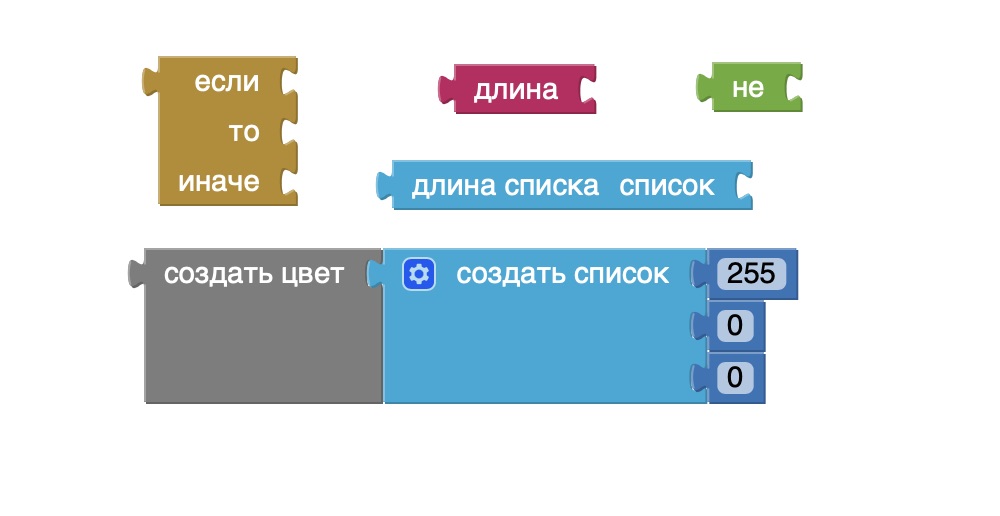 если
то
иначе
длина
не
длина списка список
создать цвет создать список 255
0
0